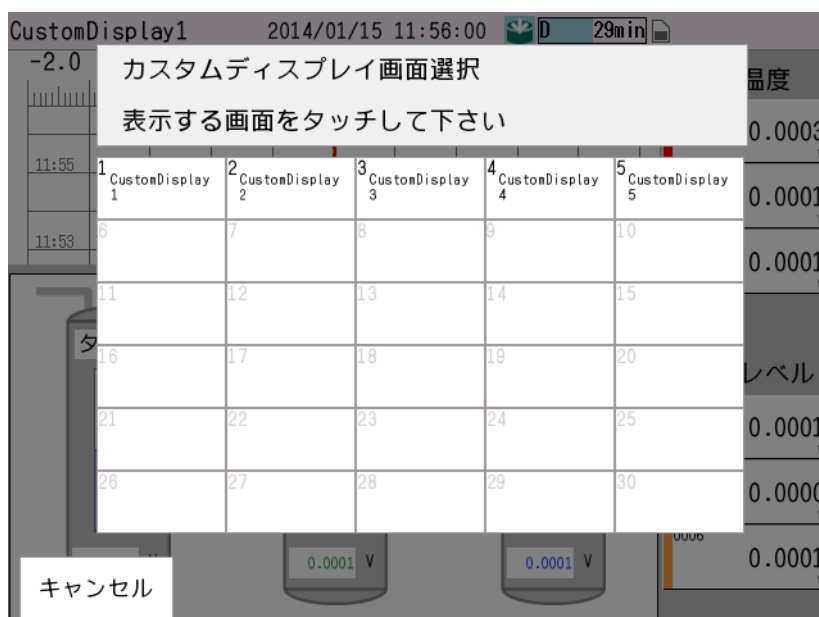 CustomDisplay1 2014/01/15 11:56:00 D 29min
-2.0
カスタムディスプレイ画面選択
表示する画面をタッチして下さい
温度
0.0003
11:55
0.0001
11:53
0.0001
1 CustomDisplay 1
2 CustomDisplay 2
3 CustomDisplay 3
4 CustomDisplay 4
5 CustomDisplay 5
6 7 8 9 10
11 12 13 14 15
タ
16 17 18 19 20
レベル
21 22 23 24 25
0.0001
26 27 28 29 30
0.0000
0006
0.0001 V
0.0001 V
0.0001
キャンセル